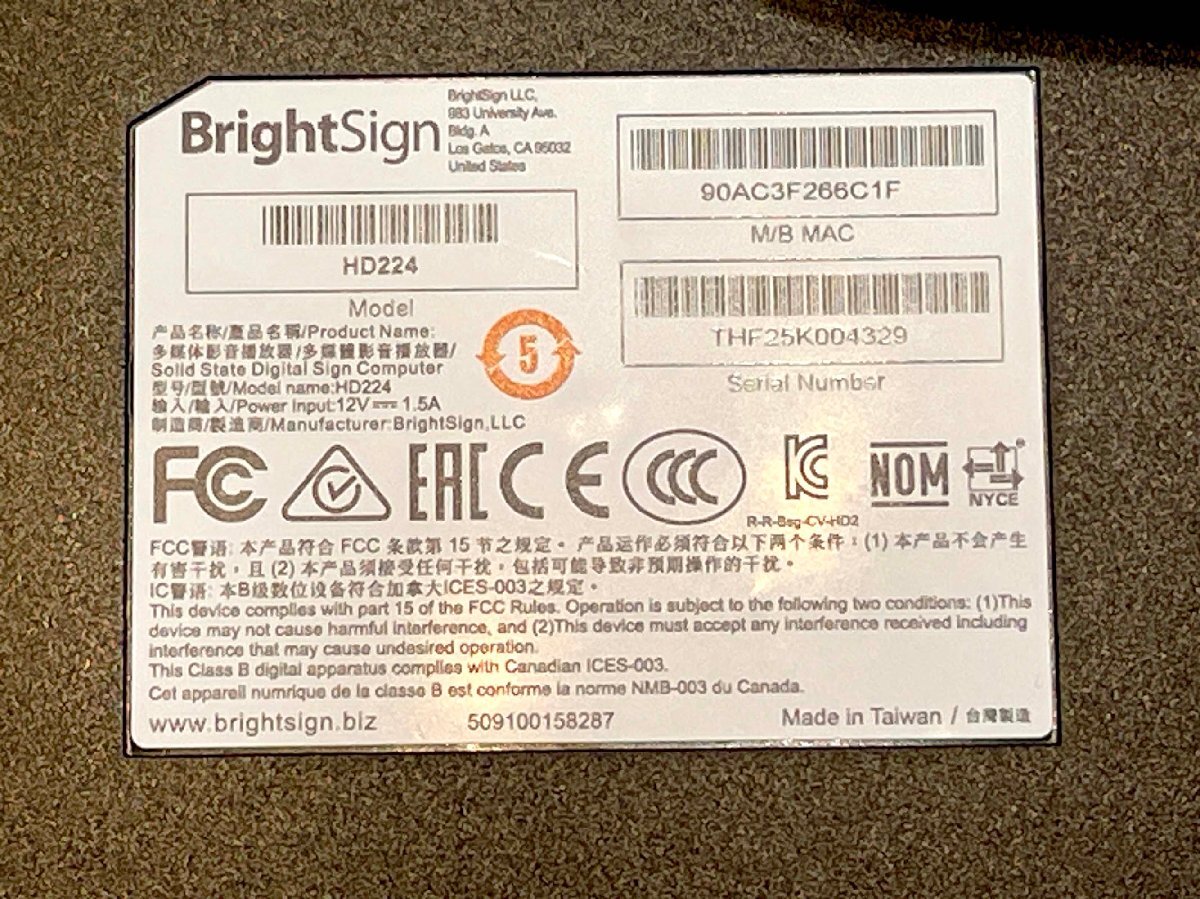 BrightSign
BrightSign LLC,
983 University Ave.
Bldg. A
Los Gatos, CA 95032
United States
90AC3F266C1F
M/B MAC
HD224
Model
THF25K004329
Serial Number
产品名称/產品名稱/Product Name:
多媒体影音播放器/多媒體影音播放器/
Solid State Digital Sign Computer
型号/型號/Model name:HD224
输入/輸入/Power Input:12V⎓1.5A
制造商/製造商/Manufacturer:BrightSign,LLC
5
FC EAC CE CCC KC NOM NYCE
R-R-Bsg-CV-HD2
FCC警语: 本产品符合 FCC 条款第 15 节之规定。产品运作必须符合以下两个条件：(1) 本产品不会产生
有害干扰，且 (2) 本产品须接受任何干扰，包括可能导致非预期操作的干扰。
IC警语: 本B级数位设备符合加拿大ICES-003之规定。
This device complies with part 15 of the FCC Rules. Operation is subject to the following two conditions: (1)This
device may not cause harmful interference, and (2)This device must accept any interference received including
interference that may cause undesired operation.
This Class B digital apparatus complies with Canadian ICES-003.
Cet appareil numrique de la classe B est conforme la norme NMB-003 du Canada.
www.brightsign.biz 509100158287 Made in Taiwan / 台灣製造